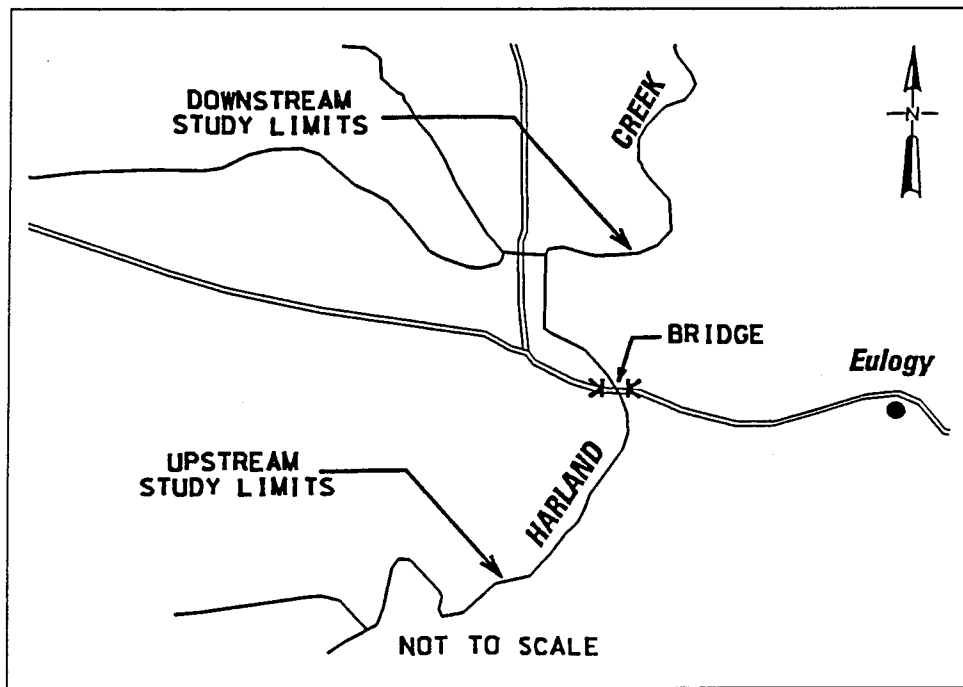 DOWNSTREAM
STUDY LIMITS
CREEK
N
BRIDGE
Eulogy
UPSTREAM
STUDY LIMITS
HARLAND
NOT TO SCALE